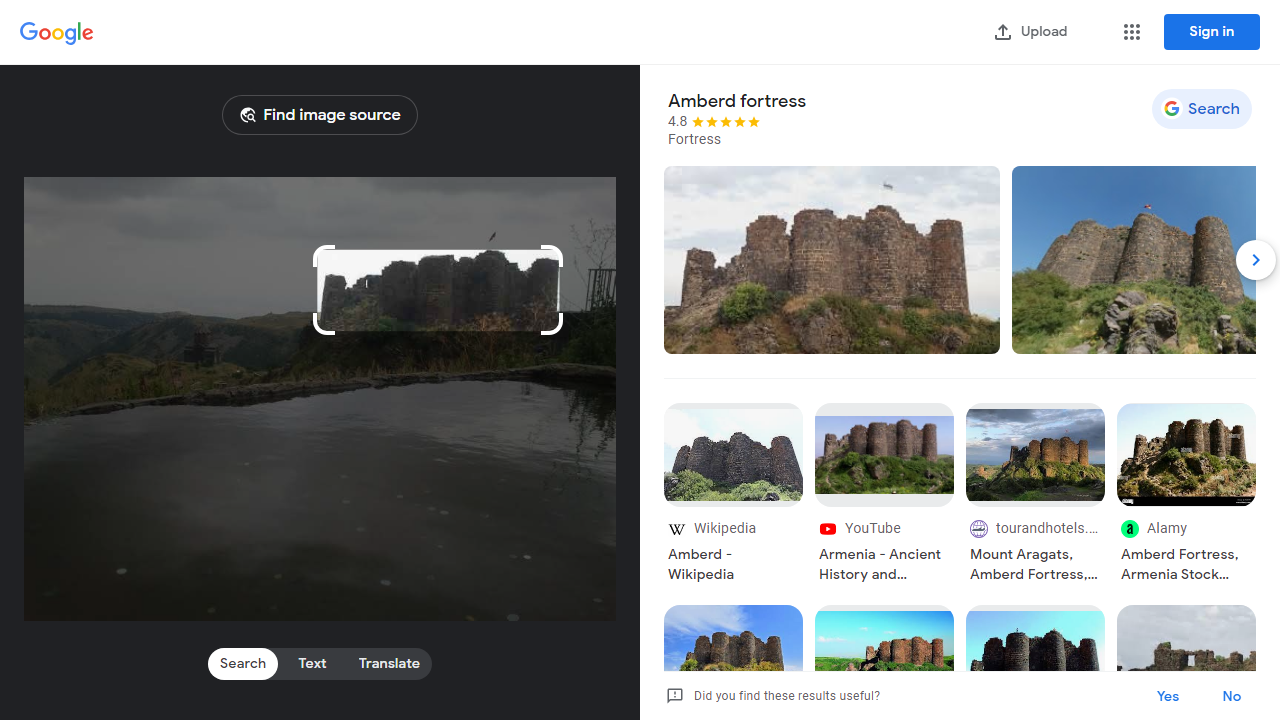 Google
Upload
Sign in
Find image source
Search
Text
Translate
Amberd fortress
4.8
Fortress
Search
Wikipedia
Amberd -
Wikipedia
YouTube
Armenia - Ancient
History and...
tourandhotels....
Mount Aragats,
Amberd Fortress,...
Alamy
Amberd Fortress,
Armenia Stock...
Did you find these results useful?
Yes
No